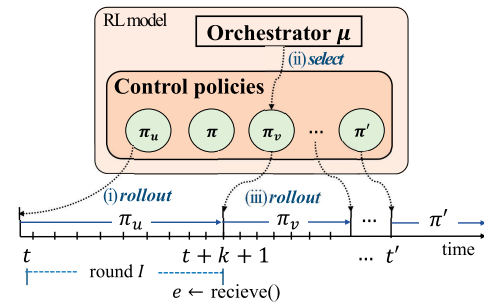 RL model
Orchestrator μ
(ii) select
Control policies
π_u π π_v ... π′
(i) rollout (iii) rollout
π_u π_v ... π′
t t + k + 1 ... t′ time
round I
e ← recieve()